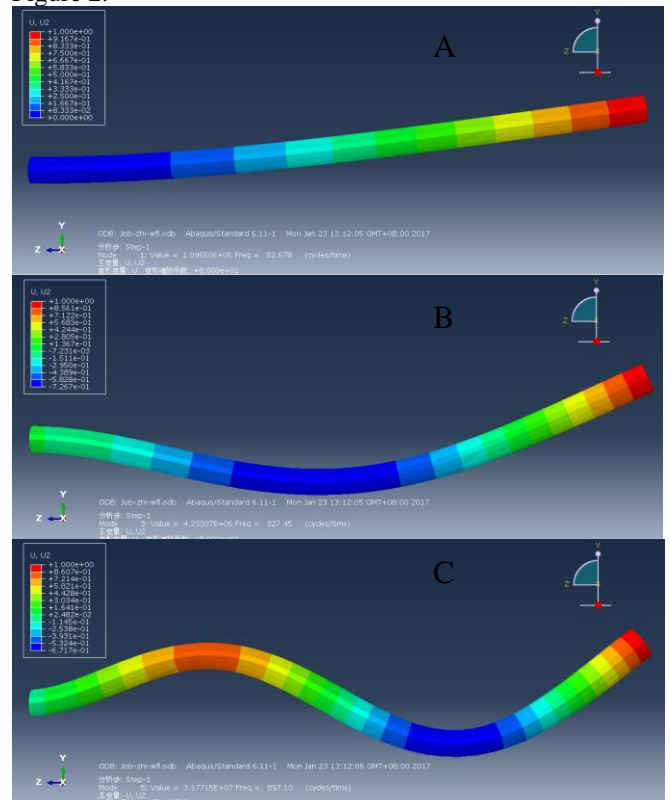 U, U2
+1.000e+00
+9.167e-01
+8.333e-01
+7.500e-01
+6.667e-01
+5.833e-01
+5.000e-01
+4.167e-01
+3.333e-01
+2.500e-01
+1.667e-01
+8.333e-02
+0.000e+00
A
Z
Y
Z X
ODB: Job-zhi-wfl.odb Abaqus/Standard 6.11-1 Mon Jan 23 13:12:05 GMT+08:00 2017
分析步: Step-1
Mode 1: Value = 1.09550E+05 Freq = 52.678 (cycles/time)
主变量: U, U2
变形变量: U 变形缩放系数: +8.000e+01
U, U2
+1.000e+00
+8.561e-01
+7.122e-01
+5.683e-01
+4.244e-01
+2.805e-01
+1.367e-01
-7.231e-03
-1.511e-01
-2.950e-01
-4.389e-01
-5.828e-01
-7.267e-01
B
Z
Y
Z X
ODB: Job-zhi-wfl.odb Abaqus/Standard 6.11-1 Mon Jan 23 13:12:05 GMT+08:00 2017
分析步: Step-1
Mode 3: Value = 4.23307E+06 Freq = 327.45 (cycles/time)
主变量: U, U2
U, U2
+1.000e+00
+8.607e-01
+7.214e-01
+5.821e-01
+4.428e-01
+3.034e-01
+1.641e-01
+2.482e-02
-1.145e-01
-2.538e-01
-3.931e-01
-5.324e-01
-6.717e-01
C
Z
Y
Z X
ODB: Job-zhi-wfl.odb Abaqus/Standard 6.11-1 Mon Jan 23 13:12:05 GMT+08:00 2017
分析步: Step-1
Mode 5: Value = 3.17715E+07 Freq = 897.10 (cycles/time)